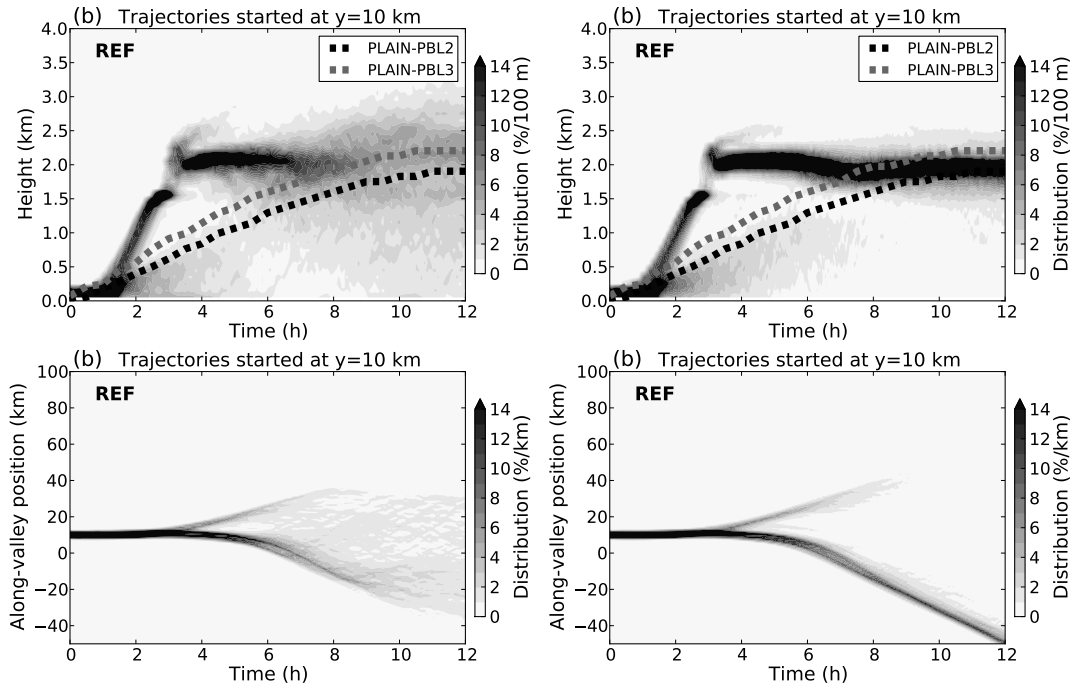 (b) Trajectories started at y=10 km
REF
PLAIN-PBL2
PLAIN-PBL3
4.0
3.5
3.0
2.5
2.0
1.5
1.0
0.5
0.0
Height (km)
0 2 4 6 8 10 12
Time (h)
14
12
10
8
6
4
2
0
Distribution (%/100 m)
(b) Trajectories started at y=10 km
REF
PLAIN-PBL2
PLAIN-PBL3
4.0
3.5
3.0
2.5
2.0
1.5
1.0
0.5
0.0
Height (km)
0 2 4 6 8 10 12
Time (h)
14
12
10
8
6
4
2
0
Distribution (%/100 m)
(b) Trajectories started at y=10 km
REF
100
80
60
40
20
0
−20
−40
Along-valley position (km)
0 2 4 6 8 10 12
Time (h)
14
12
10
8
6
4
2
0
Distribution (%/km)
(b) Trajectories started at y=10 km
REF
100
80
60
40
20
0
−20
−40
Along-valley position (km)
0 2 4 6 8 10 12
Time (h)
14
12
10
8
6
4
2
0
Distribution (%/km)